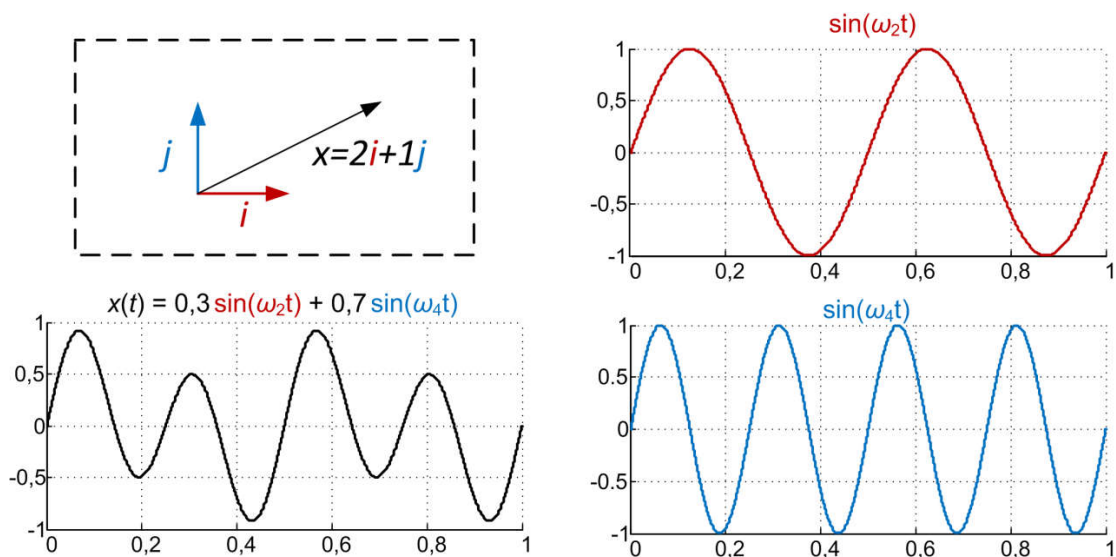 j
x=2i+1j
i
sin(ω₂t)
1
0,5
0
-0,5
-1
0 0,2 0,4 0,6 0,8 1
x(t) = 0,3 sin(ω₂t) + 0,7 sin(ω₄t)
1
0,5
0
-0,5
-1
0 0,2 0,4 0,6 0,8 1
sin(ω₄t)
1
0,5
0
-0,5
-1
0 0,2 0,4 0,6 0,8 1